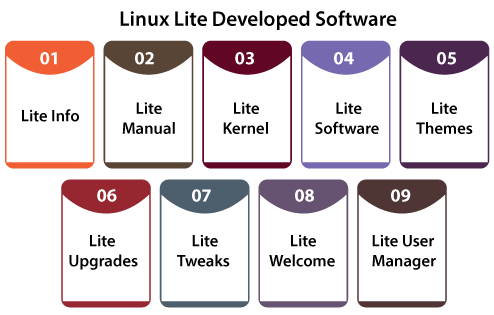 Linux Lite Developed Software
01
Lite Info
02
Lite
Manual
03
Lite
Kernel
04
Lite
Software
05
Lite
Themes
06
Lite
Upgrades
07
Lite
Tweaks
08
Lite
Welcome
09
Lite User
Manager